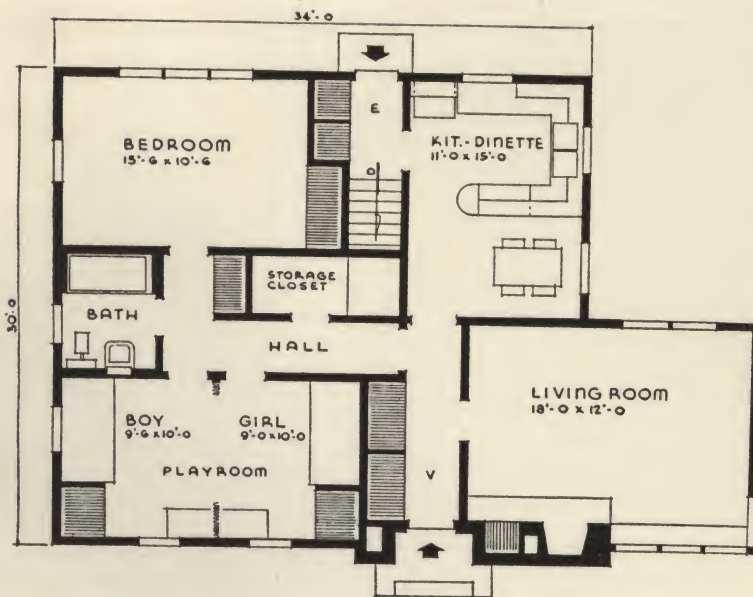 34'-0
30'-0
BEDROOM
15'-6 x 10'-6
E
D
KIT.- DINETTE
11'-0 x 15'-0
STORAGE
CLOSET
BATH
HALL
LIVING ROOM
18'-0 x 12'-0
BOY
9'-6 x 10'-0
GIRL
9'-0 x 10'-0
PLAYROOM
V